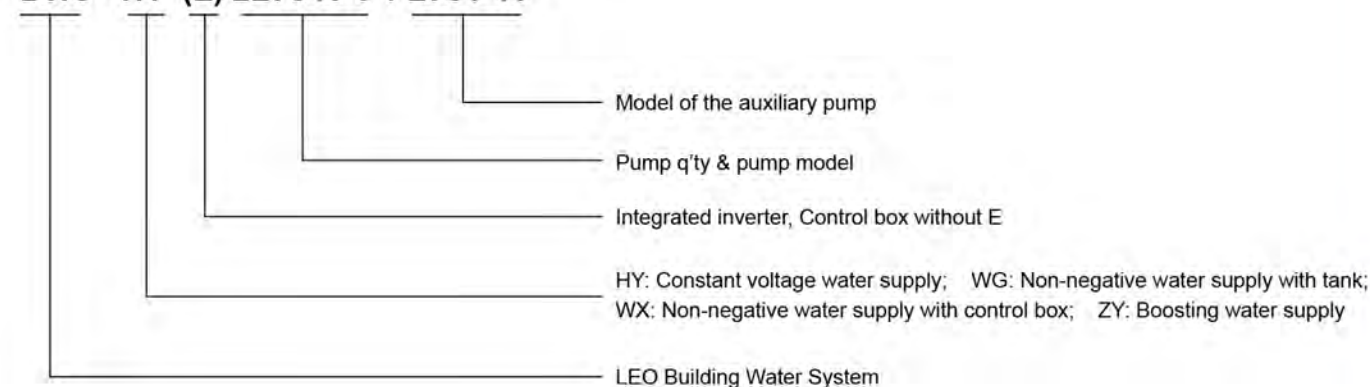 Model of the auxiliary pump
Pump q'ty & pump model
Integrated inverter, Control box without E
HY: Constant voltage water supply; WG: Non-negative water supply with tank;
WX: Non-negative water supply with control box; ZY: Boosting water supply
LEO Building Water System